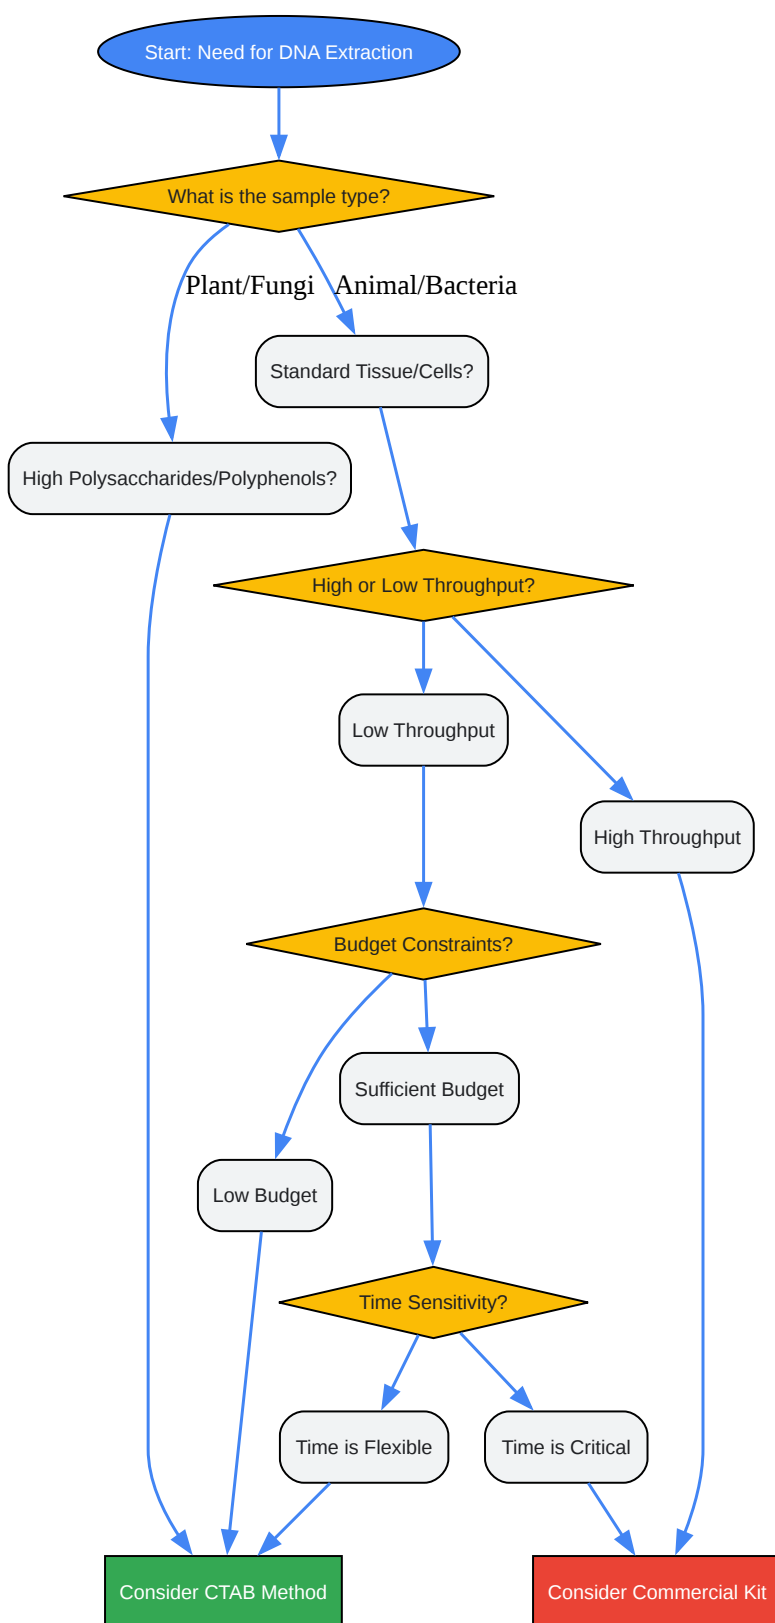 Start: Need for DNA Extraction
What is the sample type?
Plant/Fungi
Animal/Bacteria
Standard Tissue/Cells?
High Polysaccharides/Polyphenols?
High or Low Throughput?
Low Throughput
High Throughput
Budget Constraints?
Sufficient Budget
Low Budget
Time Sensitivity?
Time is Flexible
Time is Critical
Consider CTAB Method
Consider Commercial Kit